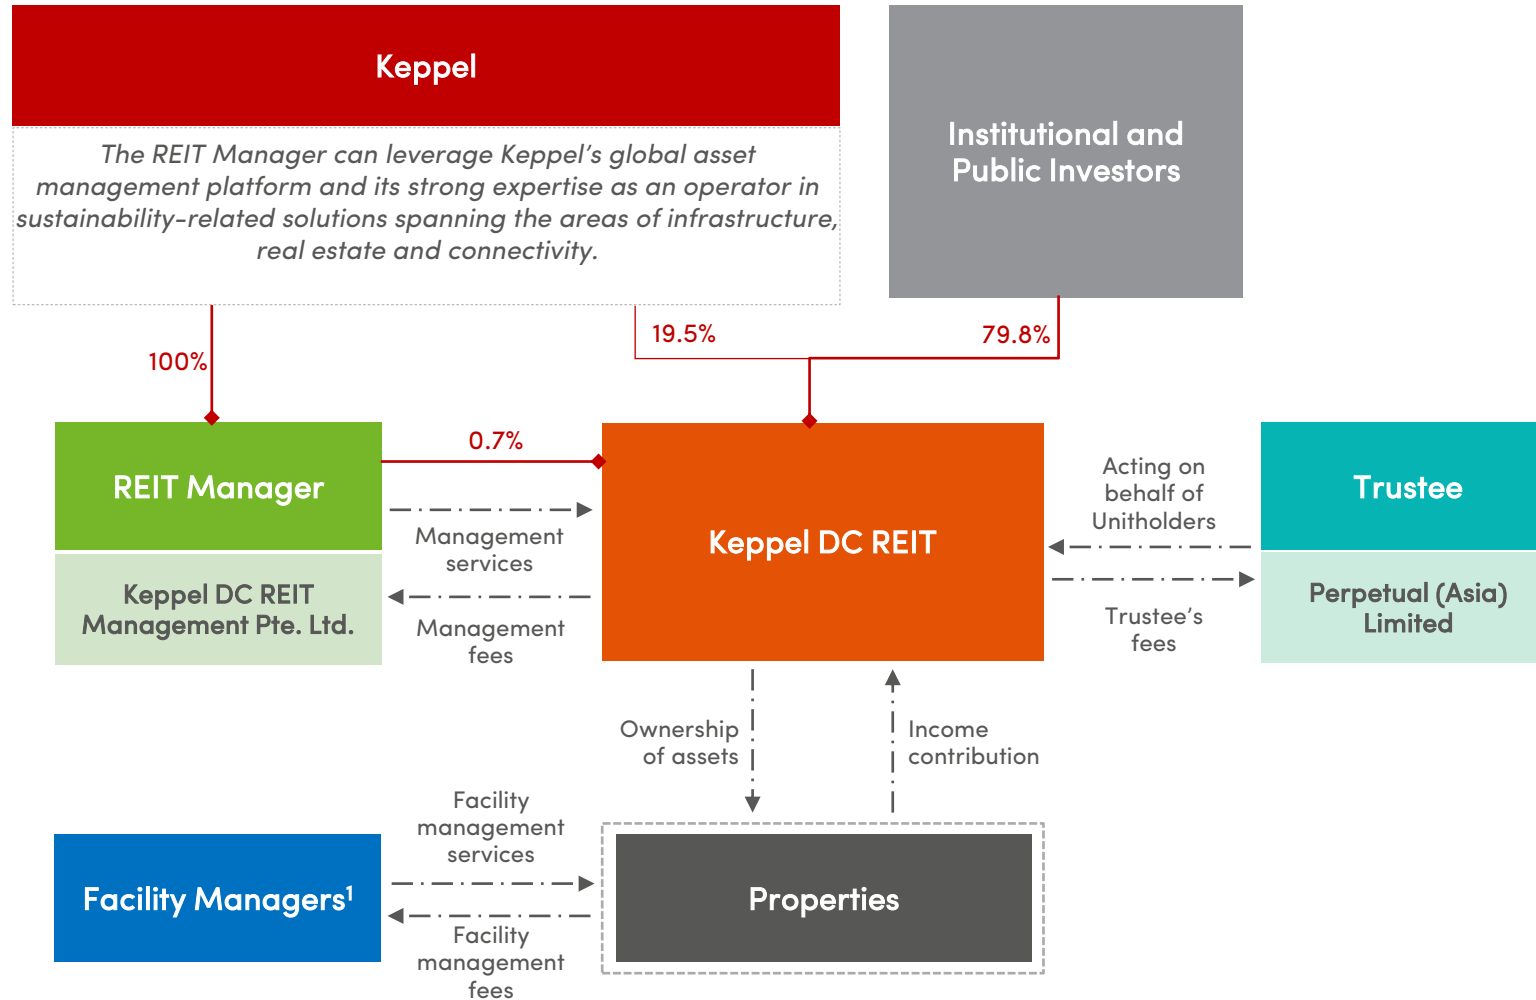 Keppel
The REIT Manager can leverage Keppel's global asset
management platform and its strong expertise as an operator in
sustainability-related solutions spanning the areas of infrastructure,
real estate and connectivity.
Institutional and
Public Investors
100%
19.5%
79.8%
0.7%
REIT Manager
Keppel DC REIT
Management Pte. Ltd.
Management
services
Management
fees
Keppel DC REIT
Acting on
behalf of
Unitholders
Trustee's
fees
Trustee
Perpetual (Asia)
Limited
Ownership
of assets
Income
contribution
Facility Managers¹
Facility
management
services
Facility
management
fees
Properties